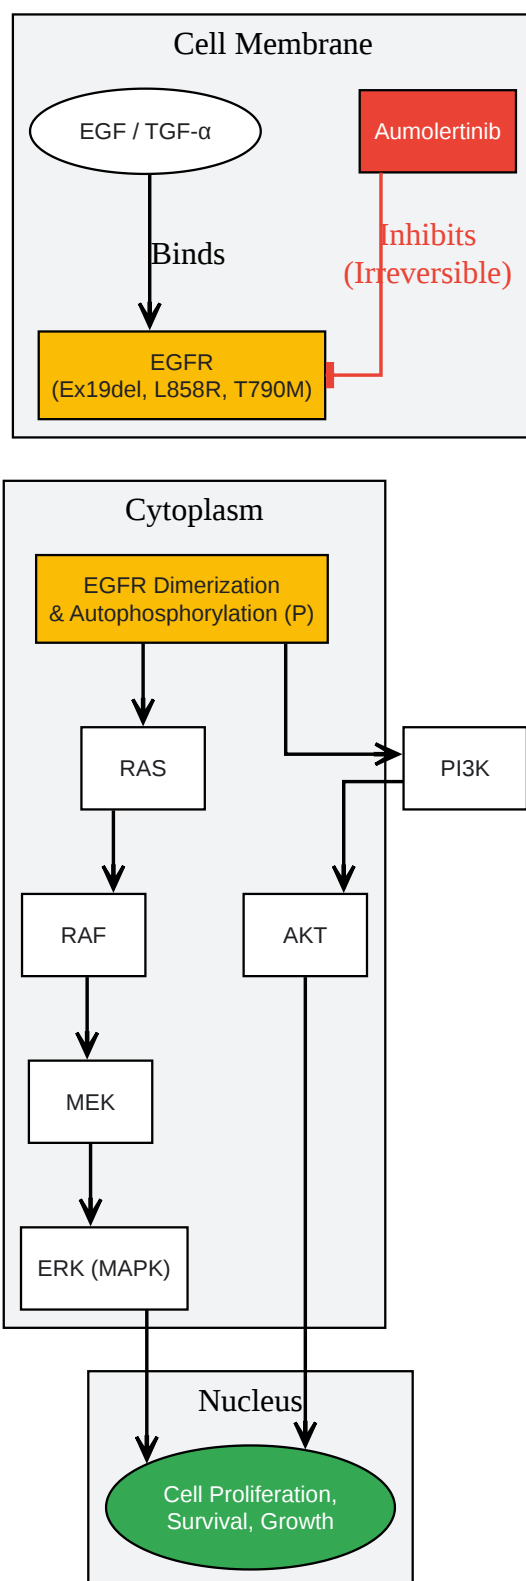 Cell Membrane
EGF / TGF-α
Aumolertinib
Binds
Inhibits
(Irreversible)
EGFR
(Ex19del, L858R, T790M)
Cytoplasm
EGFR Dimerization
& Autophosphorylation (P)
RAS
PI3K
RAF
AKT
MEK
ERK (MAPK)
Nucleus
Cell Proliferation,
Survival, Growth